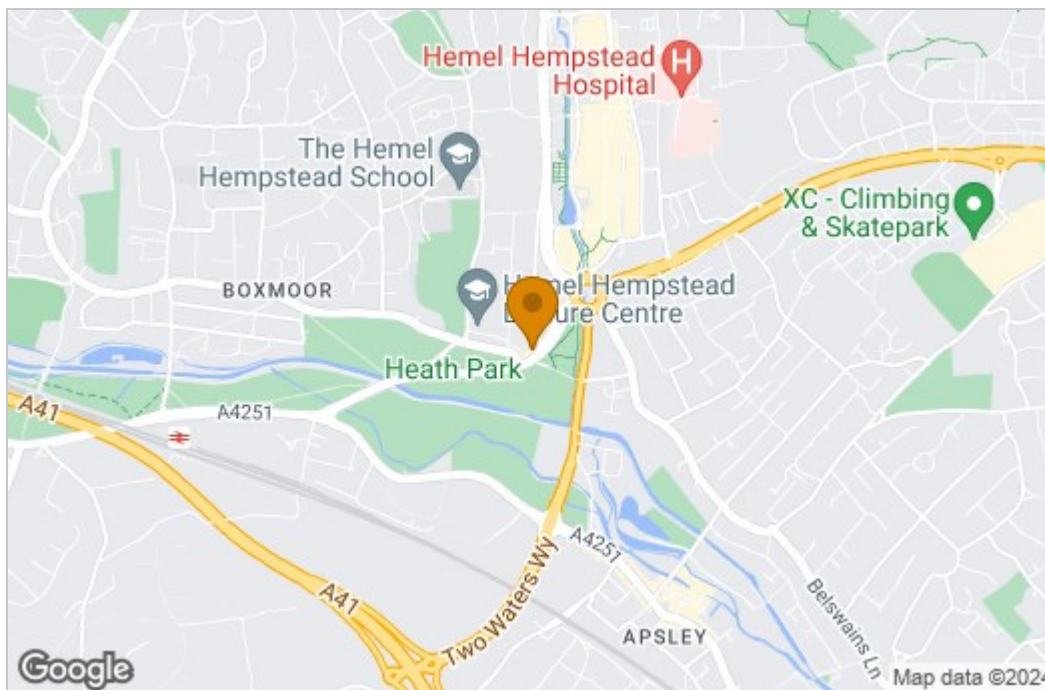 Hemel Hempstead
Hospital
H
The Hemel
Hempstead School
XC - Climbing
& Skatepark
BOXMOOR
Hemel Hempstead
Centre
Heath Park
A41
A4251
A4251
Two Waters Wy
A41
Belswains Ln
APSLEY
Google
Map data ©2024